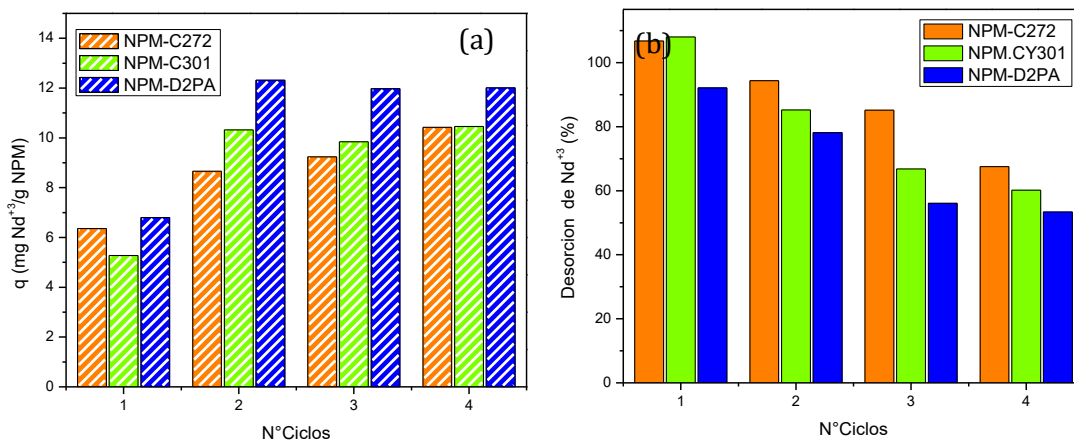 (a)
NPM-C272
NPM-C301
NPM-D2PA
q (mg Nd⁺³/g NPM)
14
12
10
8
6
4
2
0
1 2 3 4
N°Ciclos
(b)
NPM-C272
NPM.CY301
NPM-D2PA
Desorcion de Nd⁺³ (%)
100
80
60
40
20
0
1 2 3 4
N°Ciclos